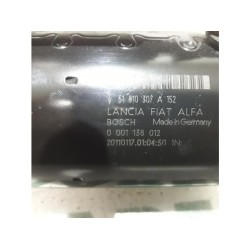 V 51 810 307 A 152
LANCIA FIAT ALFA
BOSCH Made in Germany
0 001 138 012
20110117.01:04:50 1N